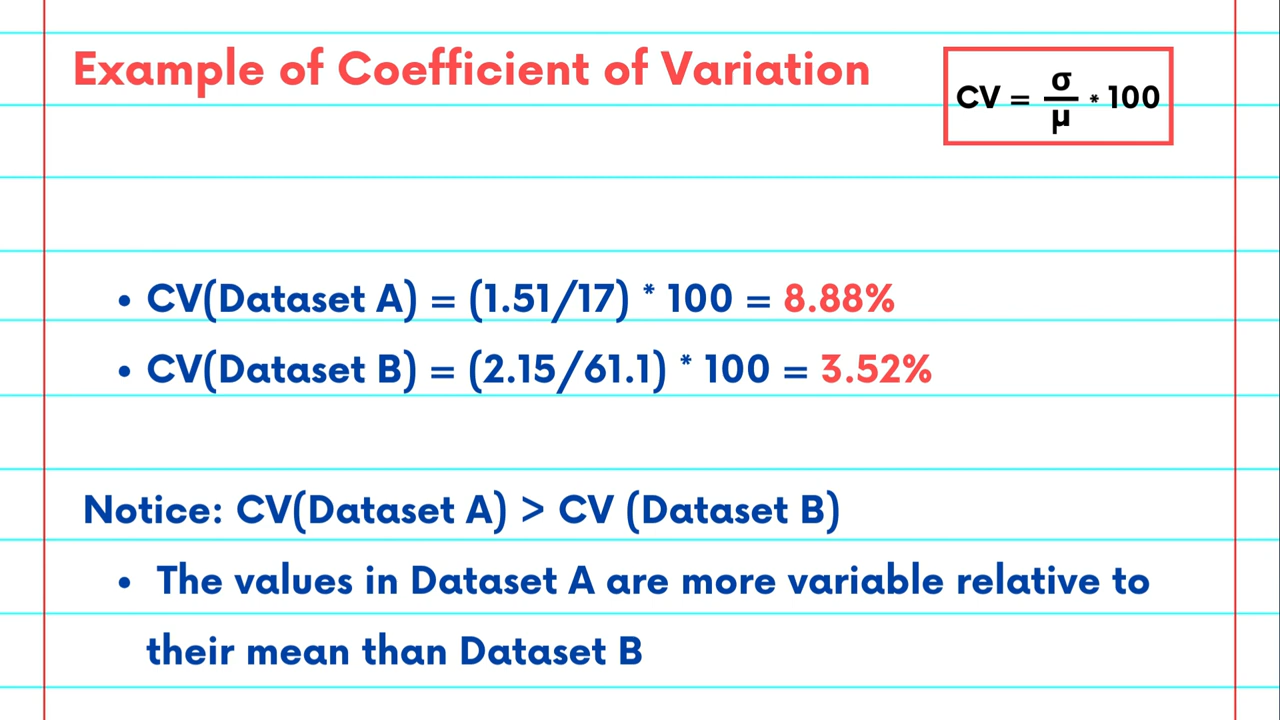 Example of Coefficient of Variation
CV = σ/μ * 100
• CV(Dataset A) = (1.51/17) * 100 = 8.88%
• CV(Dataset B) = (2.15/61.1) * 100 = 3.52%
Notice: CV(Dataset A) > CV (Dataset B)
• The values in Dataset A are more variable relative to
their mean than Dataset B